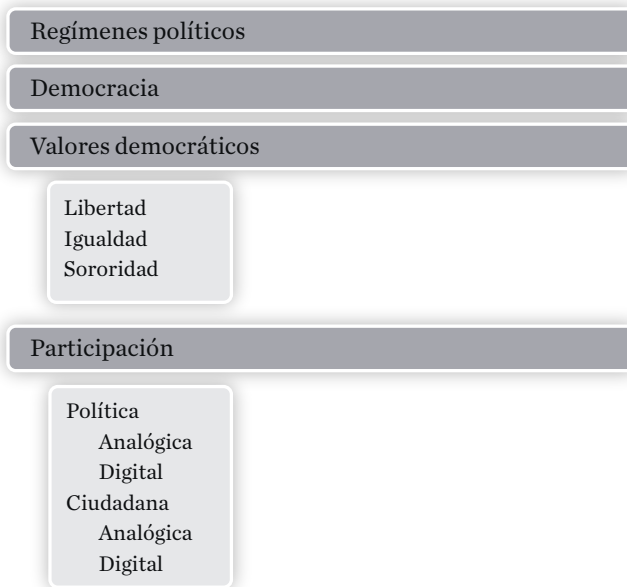 Regímenes políticos
Democracia
Valores democráticos
Libertad
Igualdad
Sororidad
Participación
Política
Analógica
Digital
Ciudadana
Analógica
Digital